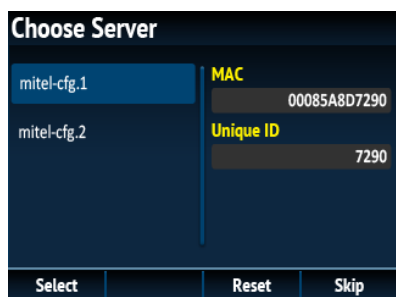 Choose Server
mitel-cfg.1
mitel-cfg.2
MAC
00085A8D7290
Unique ID
7290
Select Reset Skip